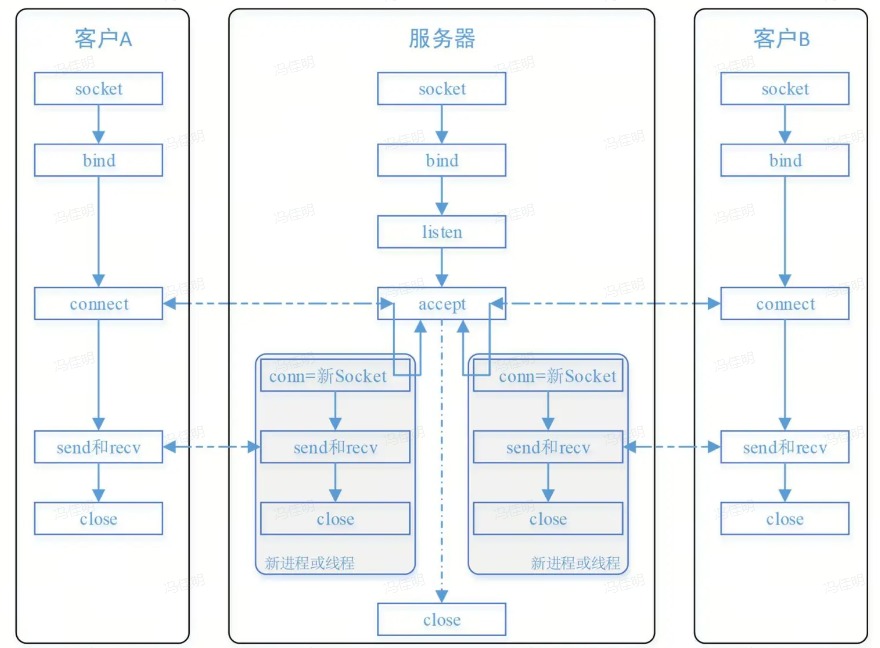 客户A
socket
bind
connect
send和recv
close
服务器
socket
bind
listen
accept
conn=新Socket
send和recv
close
新进程或线程
conn=新Socket
send和recv
close
新进程或线程
close
客户B
socket
bind
connect
send和recv
close
冯佳明